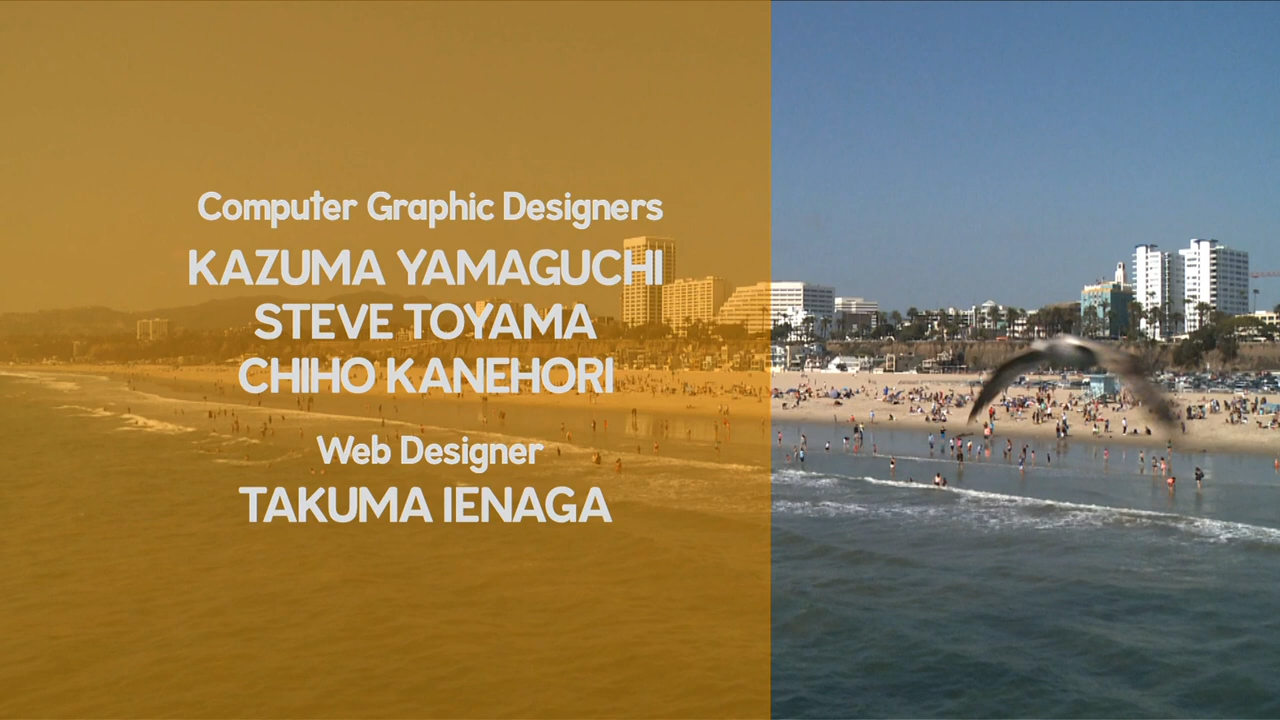 Computer Graphic Designers
KAZUMA YAMAGUCHI
STEVE TOYAMA
CHIHO KANEHORI
Web Designer
TAKUMA IENAGA